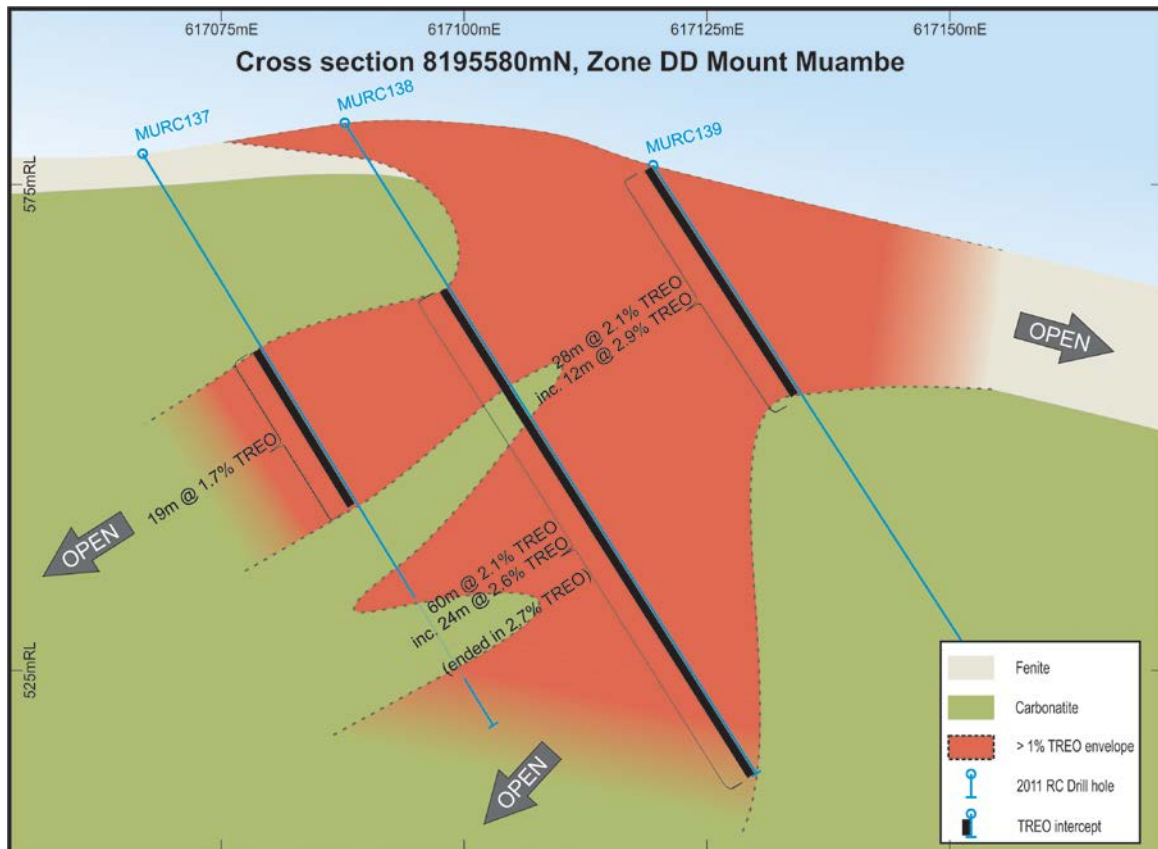 617075mE
617100mE
617125mE
617150mE
Cross section 8195580mN, Zone DD Mount Muambe
MURC137
MURC138
MURC139
575mRL
525mRL
28m @ 2.1% TREO
inc. 12m @ 2.9% TREO
OPEN
19m @ 1.7% TREO
OPEN
60m @ 2.1% TREO
inc. 24m @ 2.6% TREO
(ended in 2,7% TREO)
OPEN
Fenite
Carbonatite
> 1% TREO envelope
2011 RC Drill hole
TREO intercept